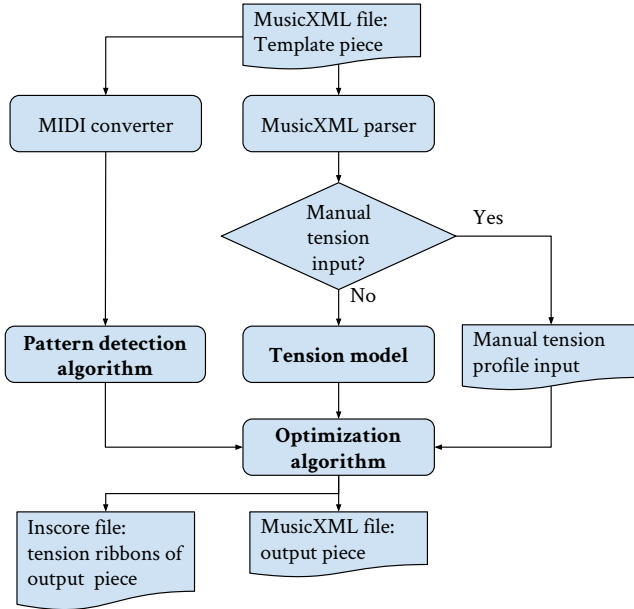 MusicXML file:
Template piece
MIDI converter
MusicXML parser
Manual
tension
input?
Yes
No
Pattern detection
algorithm
Tension model
Manual tension
profile input
Optimization
algorithm
Inscore file:
tension ribbons of
output piece
MusicXML file:
output piece